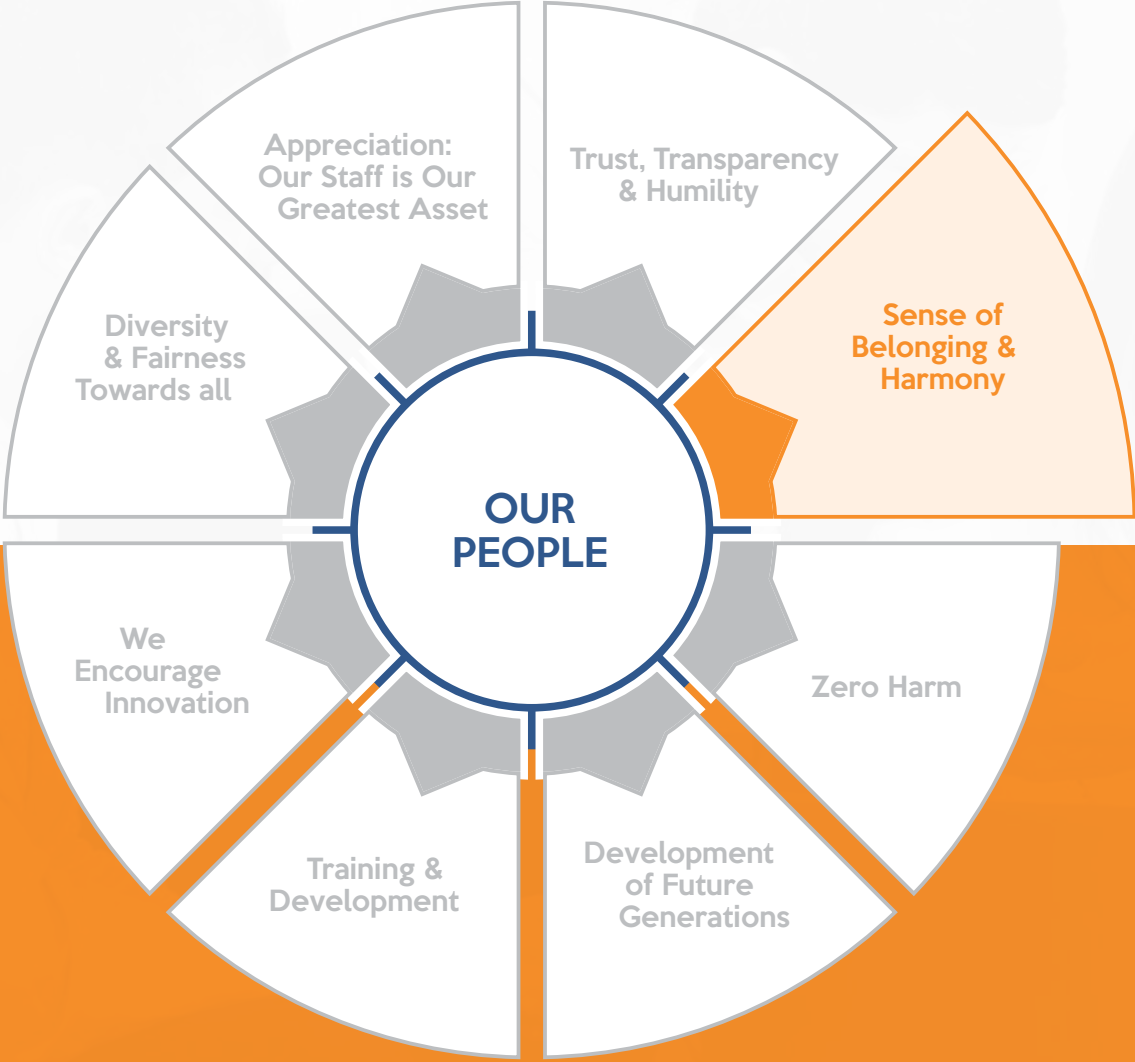 Appreciation:
Our Staff is Our
Greatest Asset
Trust, Transparency
& Humility
Sense of
Belonging &
Harmony
Zero Harm
Development
of Future
Generations
Training &
Development
We
Encourage
Innovation
Diversity
& Fairness
Towards all
OUR
PEOPLE